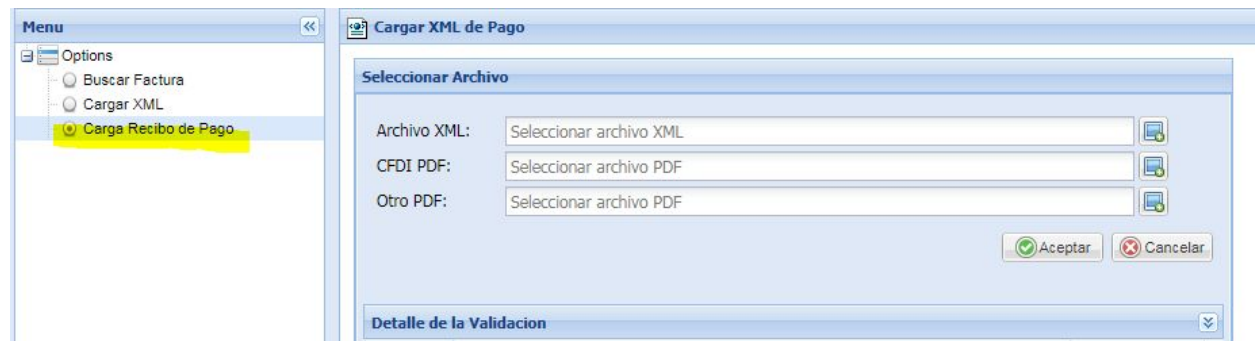 Menu
Options
Buscar Factura
Cargar XML
Carga Recibo de Pago
Cargar XML de Pago
Seleccionar Archivo
Archivo XML: Seleccionar archivo XML
CFDI PDF: Seleccionar archivo PDF
Otro PDF: Seleccionar archivo PDF
Aceptar Cancelar
Detalle de la Validacion